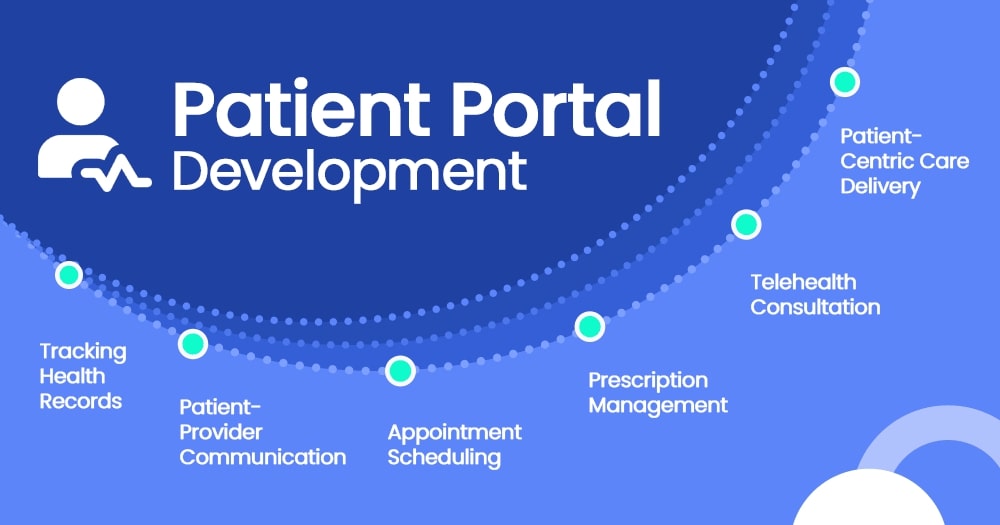 Patient Portal
Development
Patient-
Centric Care
Delivery
Telehealth
Consultation
Tracking
Health
Records
Prescription
Management
Patient-
Provider
Communication
Appointment
Scheduling